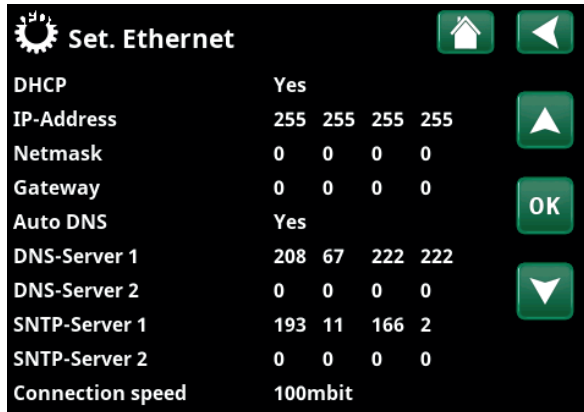 Set. Ethernet
DHCP Yes
IP-Address 255 255 255 255
Netmask 0 0 0 0
Gateway 0 0 0 0
Auto DNS Yes
DNS-Server 1 208 67 222 222
DNS-Server 2 0 0 0 0
SNTP-Server 1 193 11 166 2
SNTP-Server 2 0 0 0 0
Connection speed 100mbit
OK